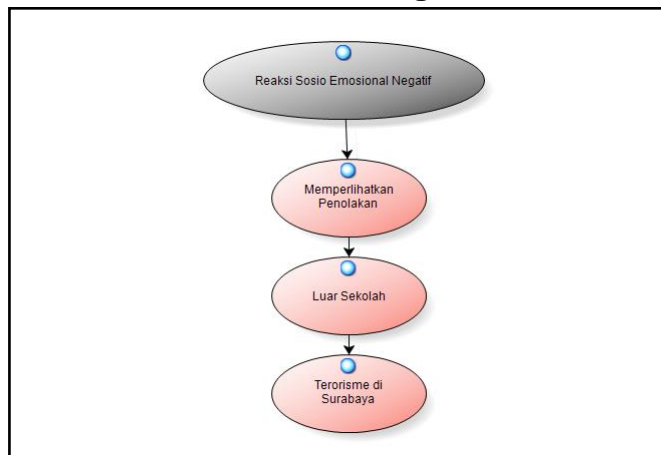 Reaksi Sosio Emosional Negatif
Memperlihatkan
Penolakan
Luar Sekolah
Terorisme di
Surabaya